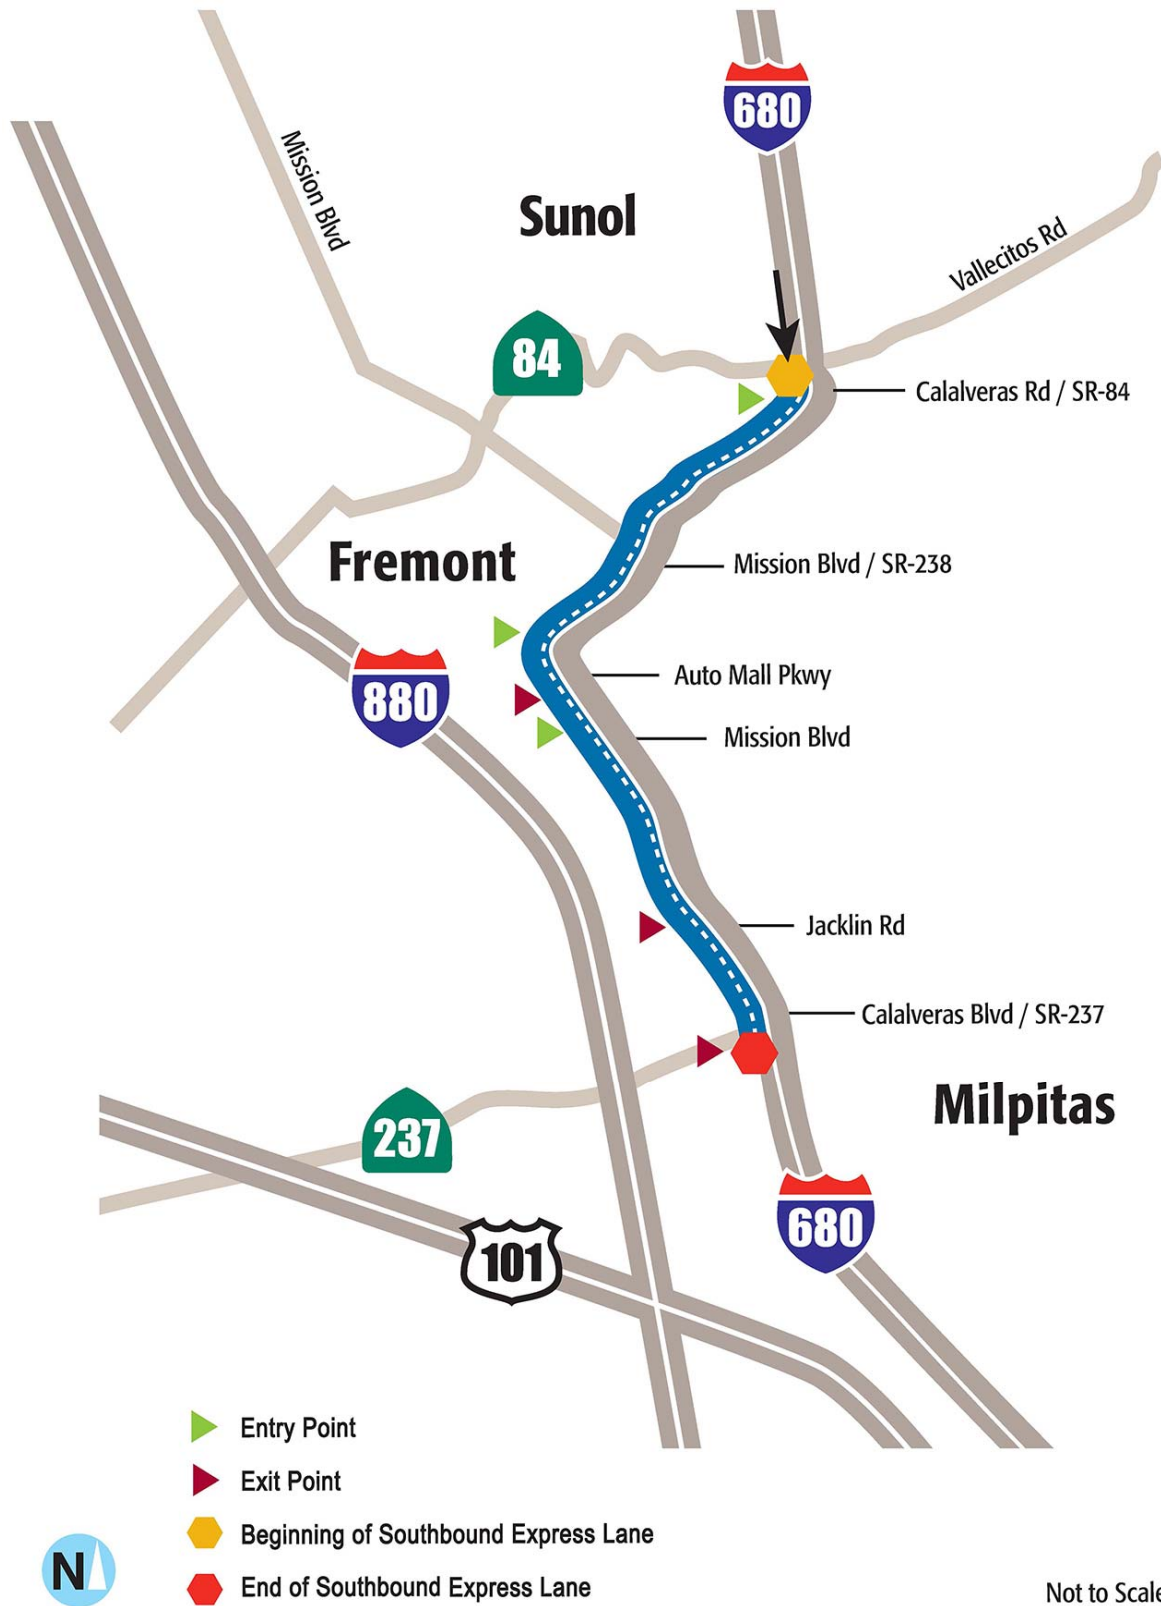 680
Mission Blvd
Sunol
Vallecitos Rd
84
Calalveras Rd / SR-84
Fremont
Mission Blvd / SR-238
880
Auto Mall Pkwy
Mission Blvd
Jacklin Rd
Calalveras Blvd / SR-237
Milpitas
237
680
101
Entry Point
Exit Point
Beginning of Southbound Express Lane
N
End of Southbound Express Lane
Not to Scale